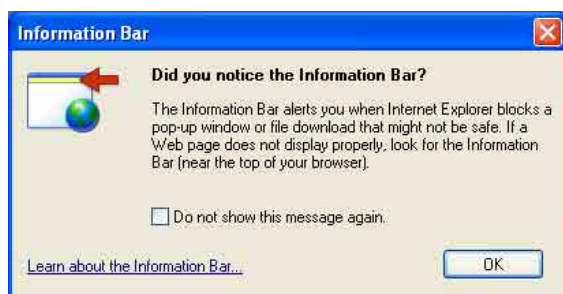 Information Bar
Did you notice the Information Bar?
The Information Bar alerts you when Internet Explorer blocks a
pop-up window or file download that might not be safe. If a
Web page does not display properly, look for the Information
Bar (near the top of your browser).
Do not show this message again.
Learn about the Information Bar...
OK